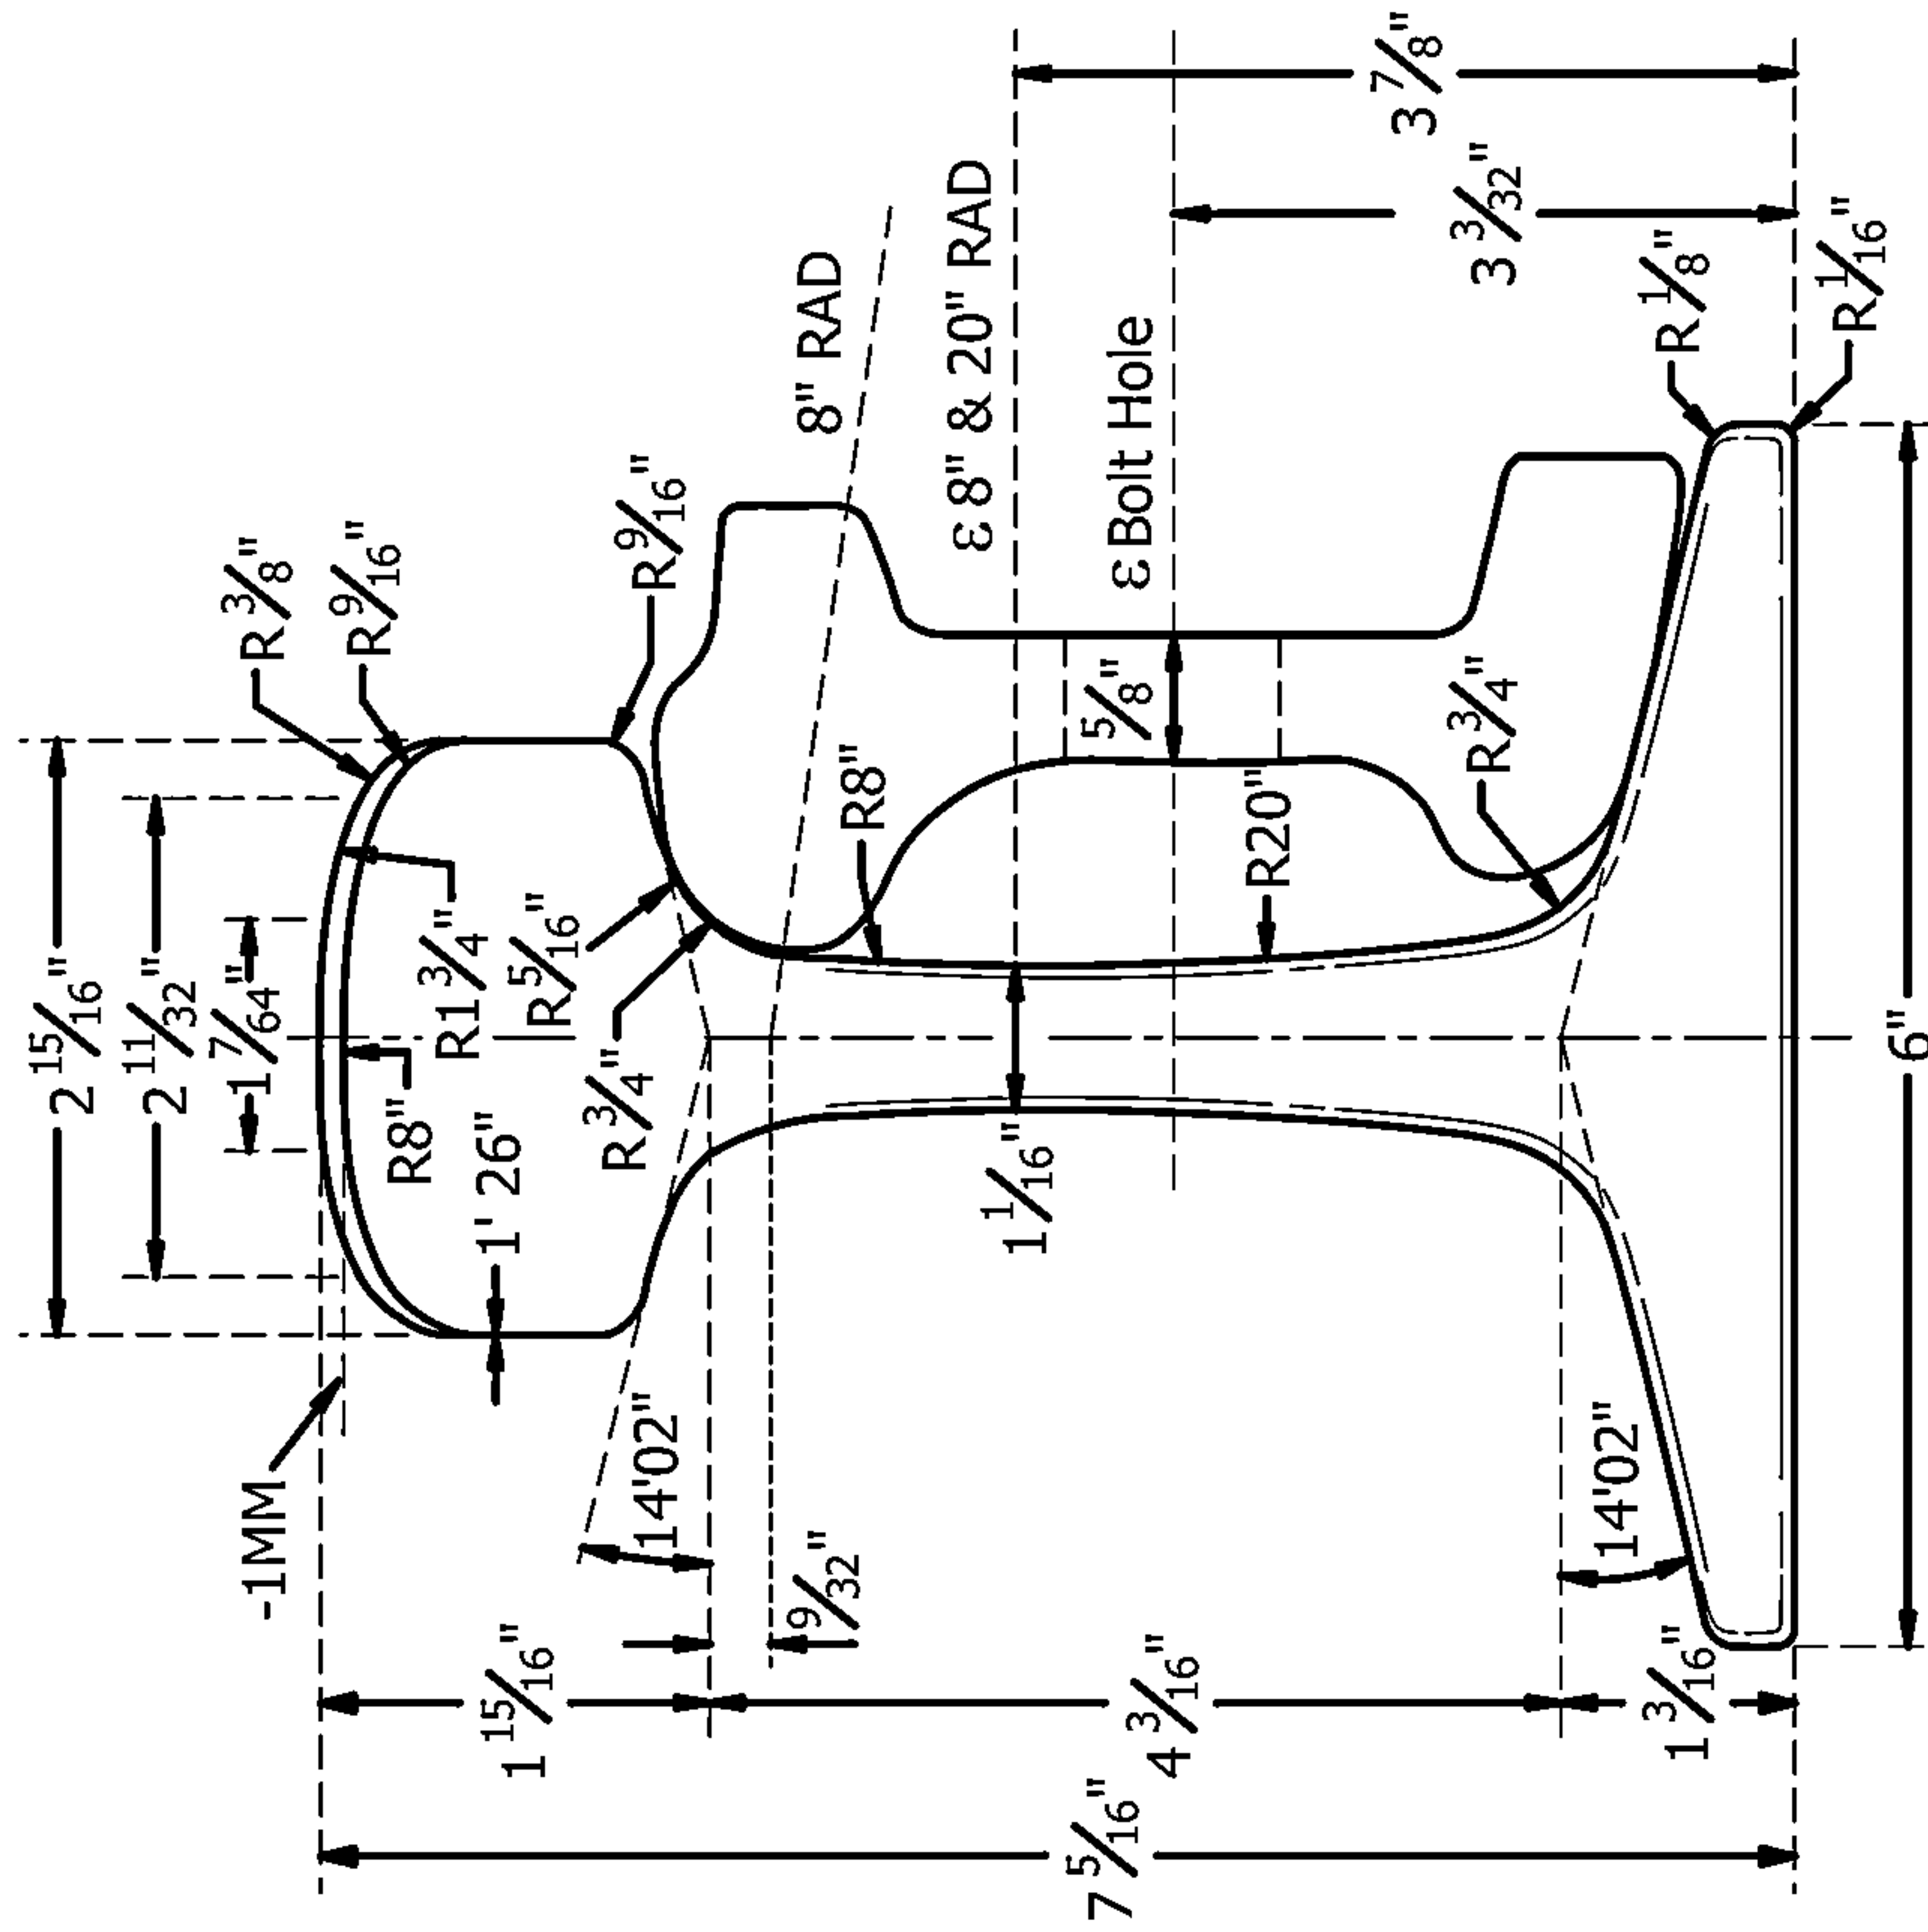 2 15/16"
2 11/32"
1 7/64"
R 3/8"
R 9/16"
R8"
R1 3/4"
R 5/16"
R 3/4"
R 9/16"
1' 26"
-1MM
14'02"
8" RAD
ε 8" & 20" RAD
ε Bolt Hole
R8"
5/8"
R20"
R 3/4"
1 1/16"
3 7/8"
3 3/32"
R 1/8"
R 1/16"
9/32"
1 15/16"
4 3/16"
1 3/16"
14'02"
7 5/16"
6"